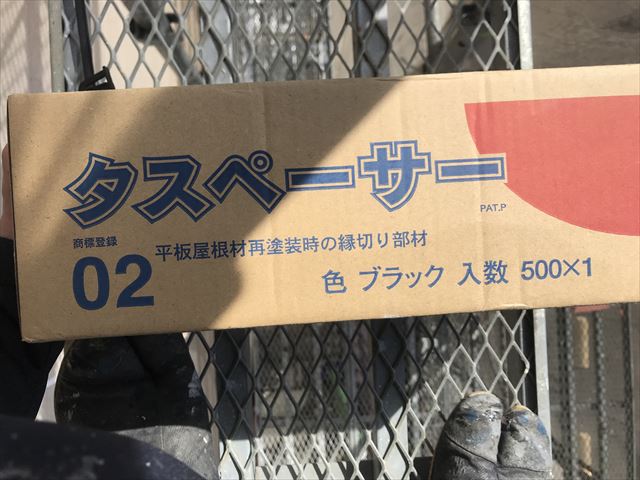 タスペーサー
PAT.P
商標登録
02 平板屋根材再塗装時の縁切り部材
色 ブラック 入数 500×1